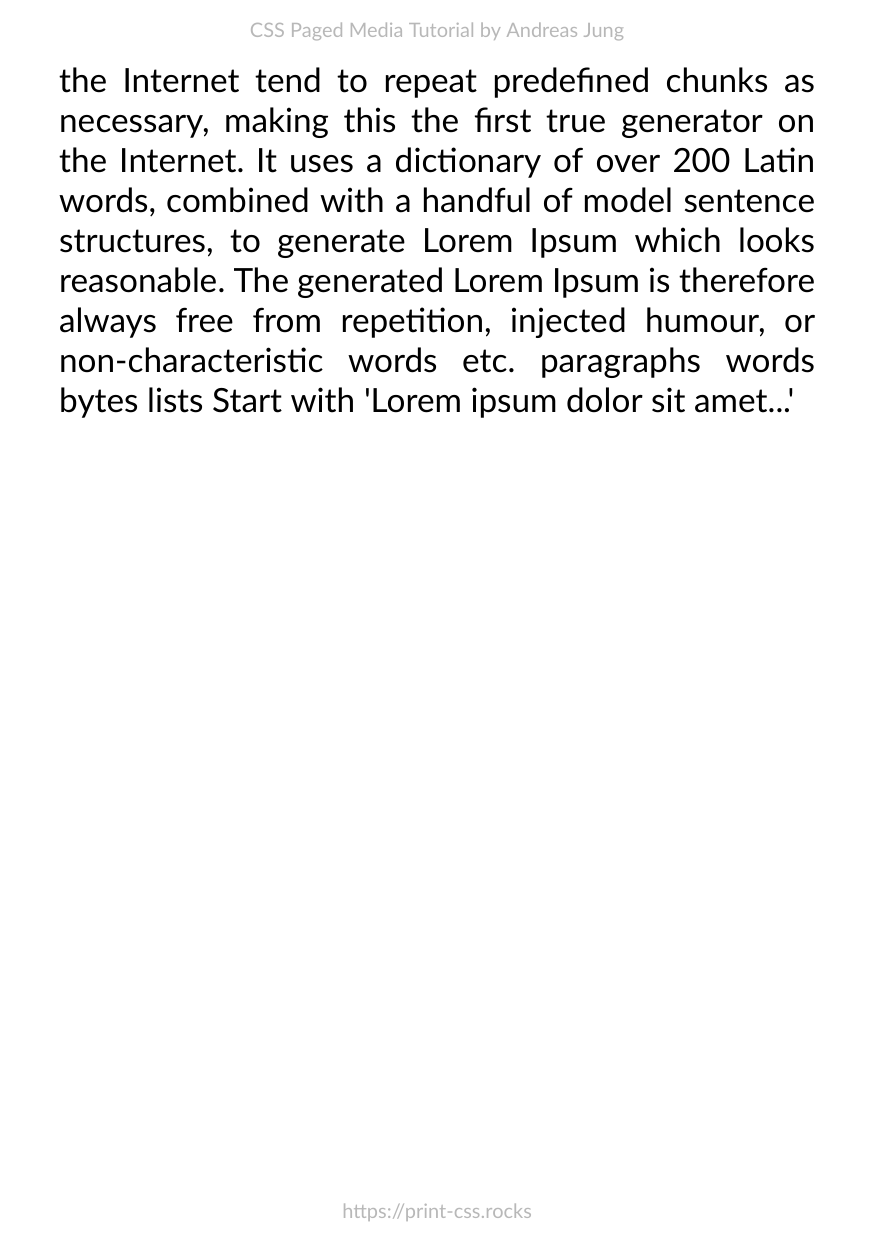 CSS Paged Media Tutorial by Andreas Jung
the Internet tend to repeat predefined chunks as
necessary, making this the first true generator on
the Internet. It uses a dictionary of over 200 Latin
words, combined with a handful of model sentence
structures, to generate Lorem Ipsum which looks
reasonable. The generated Lorem Ipsum is therefore
always free from repetition, injected humour, or
non-characteristic words etc. paragraphs words
bytes lists Start with 'Lorem ipsum dolor sit amet...'
https://print-css.rocks